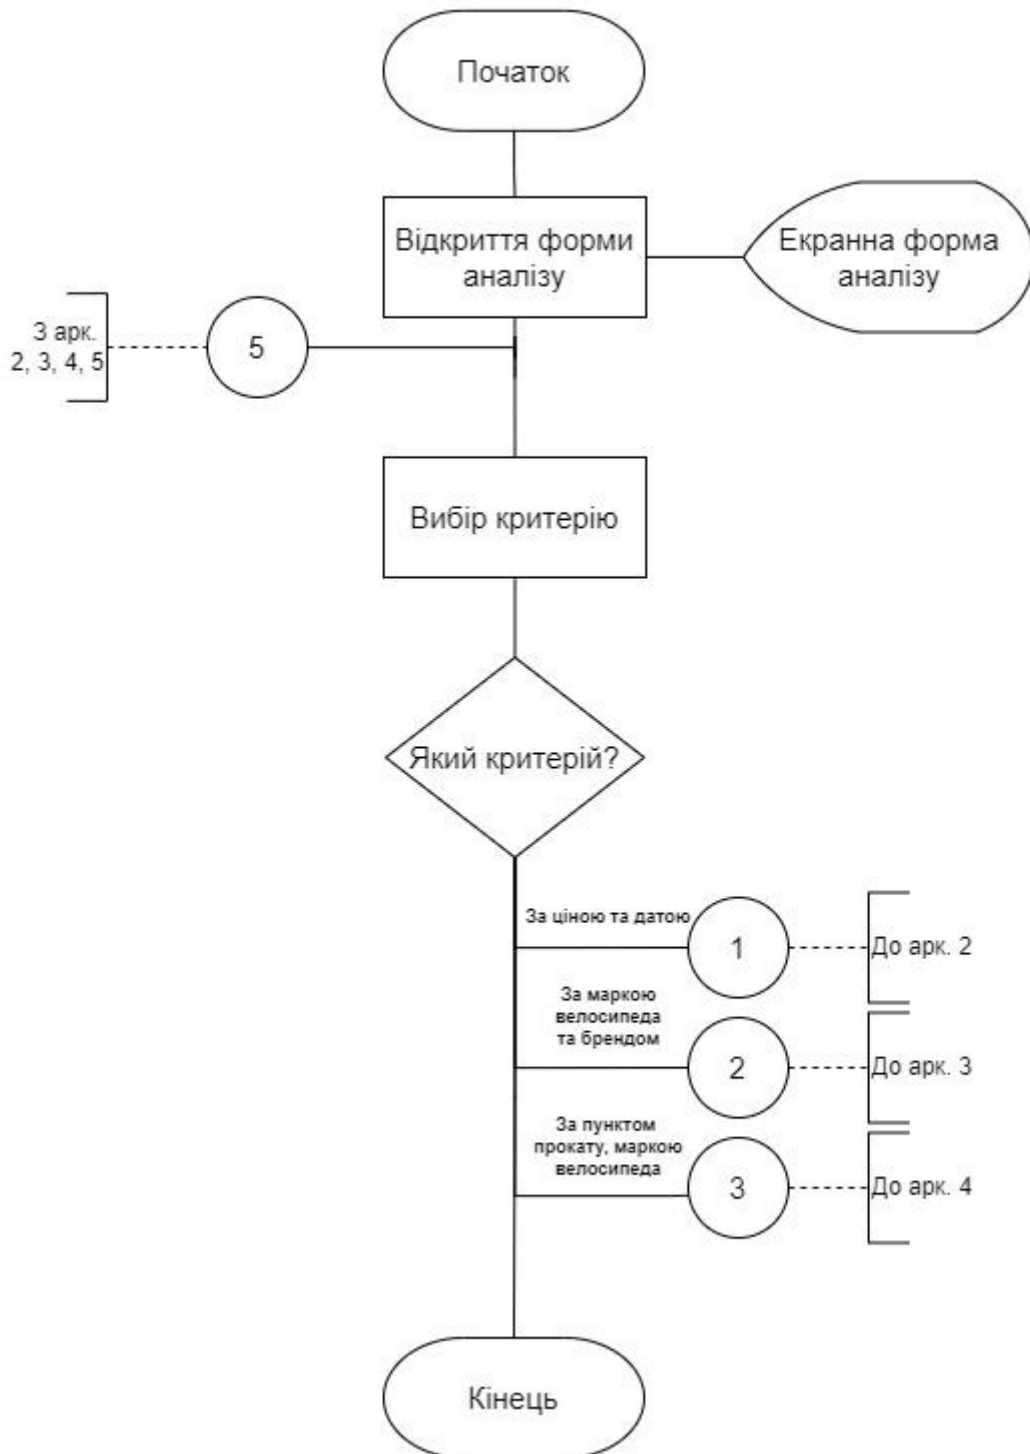 Початок
Відкриття форми
аналізу
Екранна форма
аналізу
З арк.
2, 3, 4, 5
5
Вибір критерію
Який критерій?
За ціною та датою
1
До арк. 2
За маркою
велосипеда
та брендом
2
До арк. 3
За пунктом
прокату, маркою
велосипеда
3
До арк. 4
Кінець